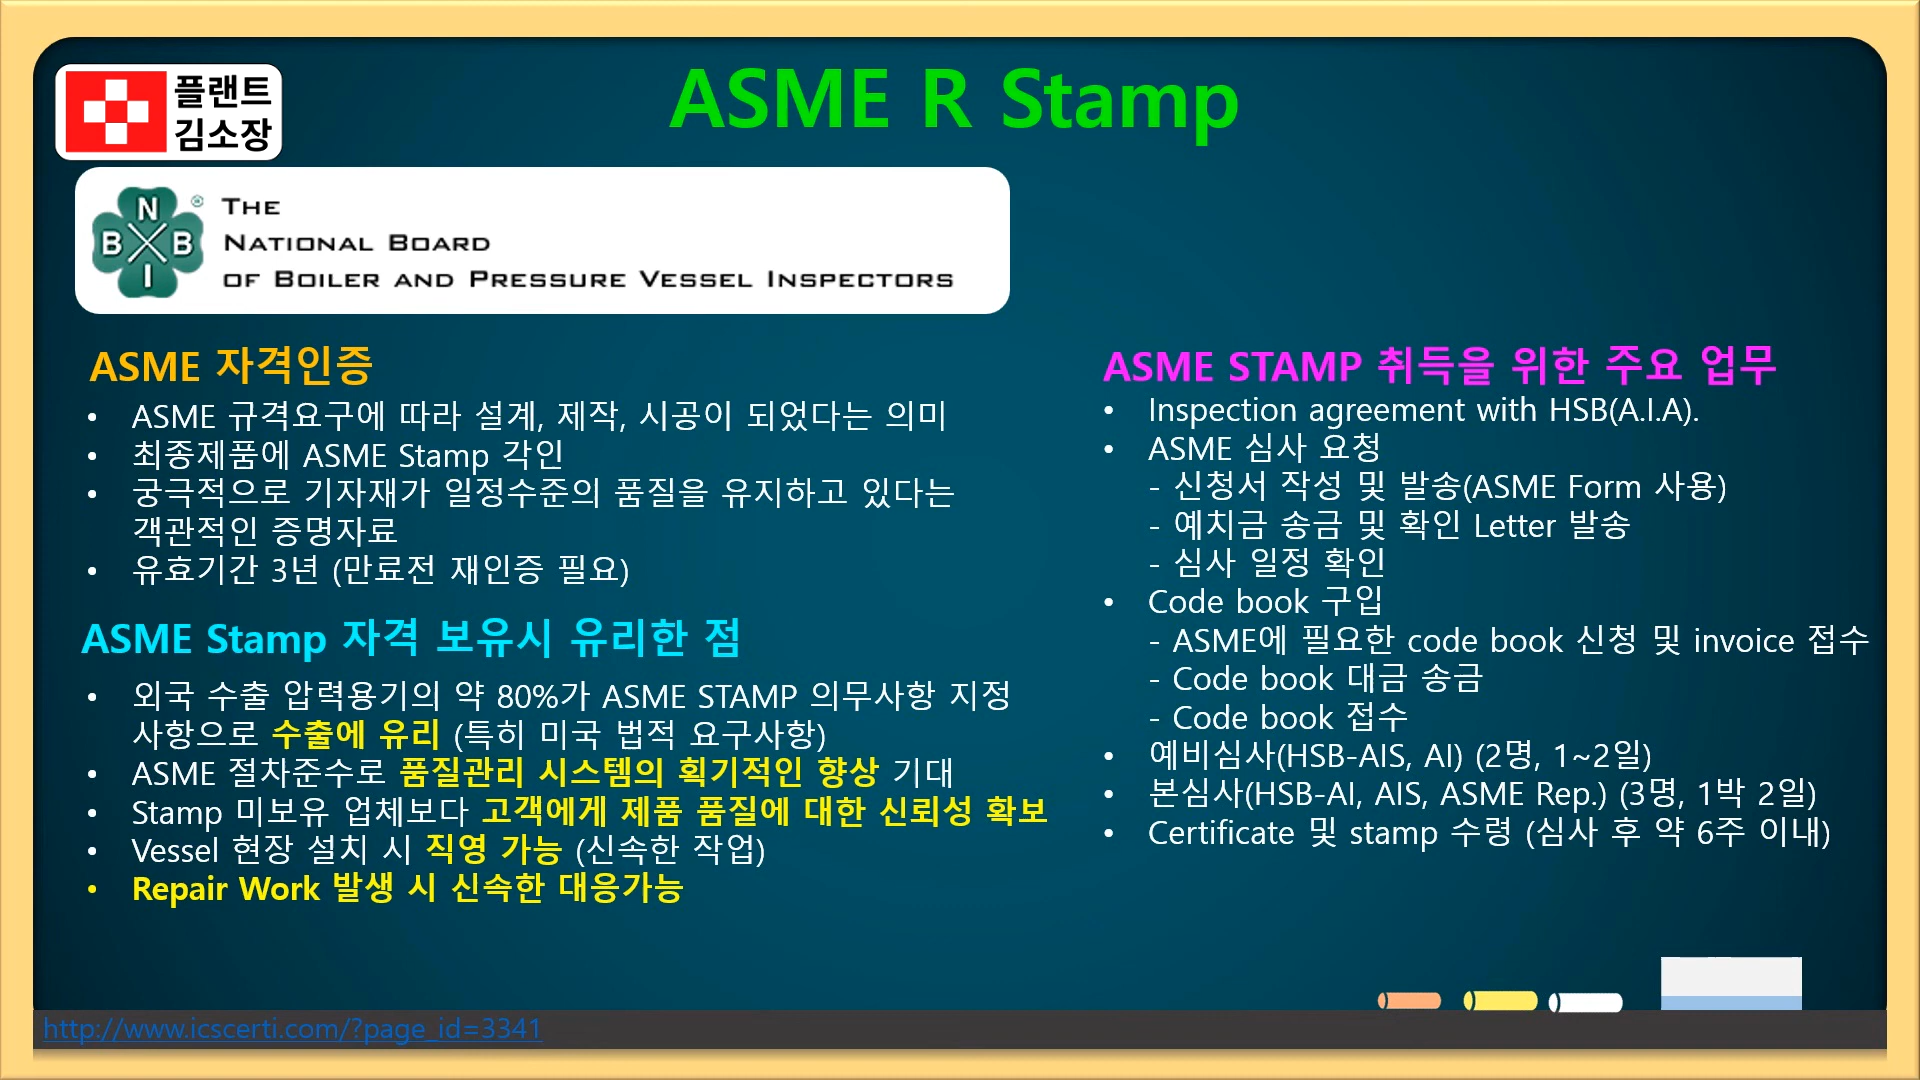 플랜트
김소장
ASME R Stamp
N
B B
I
®
THE
NATIONAL BOARD
OF BOILER AND PRESSURE VESSEL INSPECTORS
ASME 자격인증
• ASME 규격요구에 따라 설계, 제작, 시공이 되었다는 의미
• 최종제품에 ASME Stamp 각인
• 궁극적으로 기자재가 일정수준의 품질을 유지하고 있다는
객관적인 증명자료
• 유효기간 3년 (만료전 재인증 필요)
ASME Stamp 자격 보유시 유리한 점
• 외국 수출 압력용기의 약 80%가 ASME STAMP 의무사항 지정
사항으로 수출에 유리 (특히 미국 법적 요구사항)
• ASME 절차준수로 품질관리 시스템의 획기적인 향상 기대
• Stamp 미보유 업체보다 고객에게 제품 품질에 대한 신뢰성 확보
• Vessel 현장 설치 시 직영 가능 (신속한 작업)
• Repair Work 발생 시 신속한 대응가능
ASME STAMP 취득을 위한 주요 업무
• Inspection agreement with HSB(A.I.A).
• ASME 심사 요청
- 신청서 작성 및 발송(ASME Form 사용)
- 예치금 송금 및 확인 Letter 발송
- 심사 일정 확인
• Code book 구입
- ASME에 필요한 code book 신청 및 invoice 접수
- Code book 대금 송금
- Code book 접수
• 예비심사(HSB-AIS, AI) (2명, 1~2일)
• 본심사(HSB-AI, AIS, ASME Rep.) (3명, 1박 2일)
• Certificate 및 stamp 수령 (심사 후 약 6주 이내)
http://www.icscerti.com/?page_id=3341